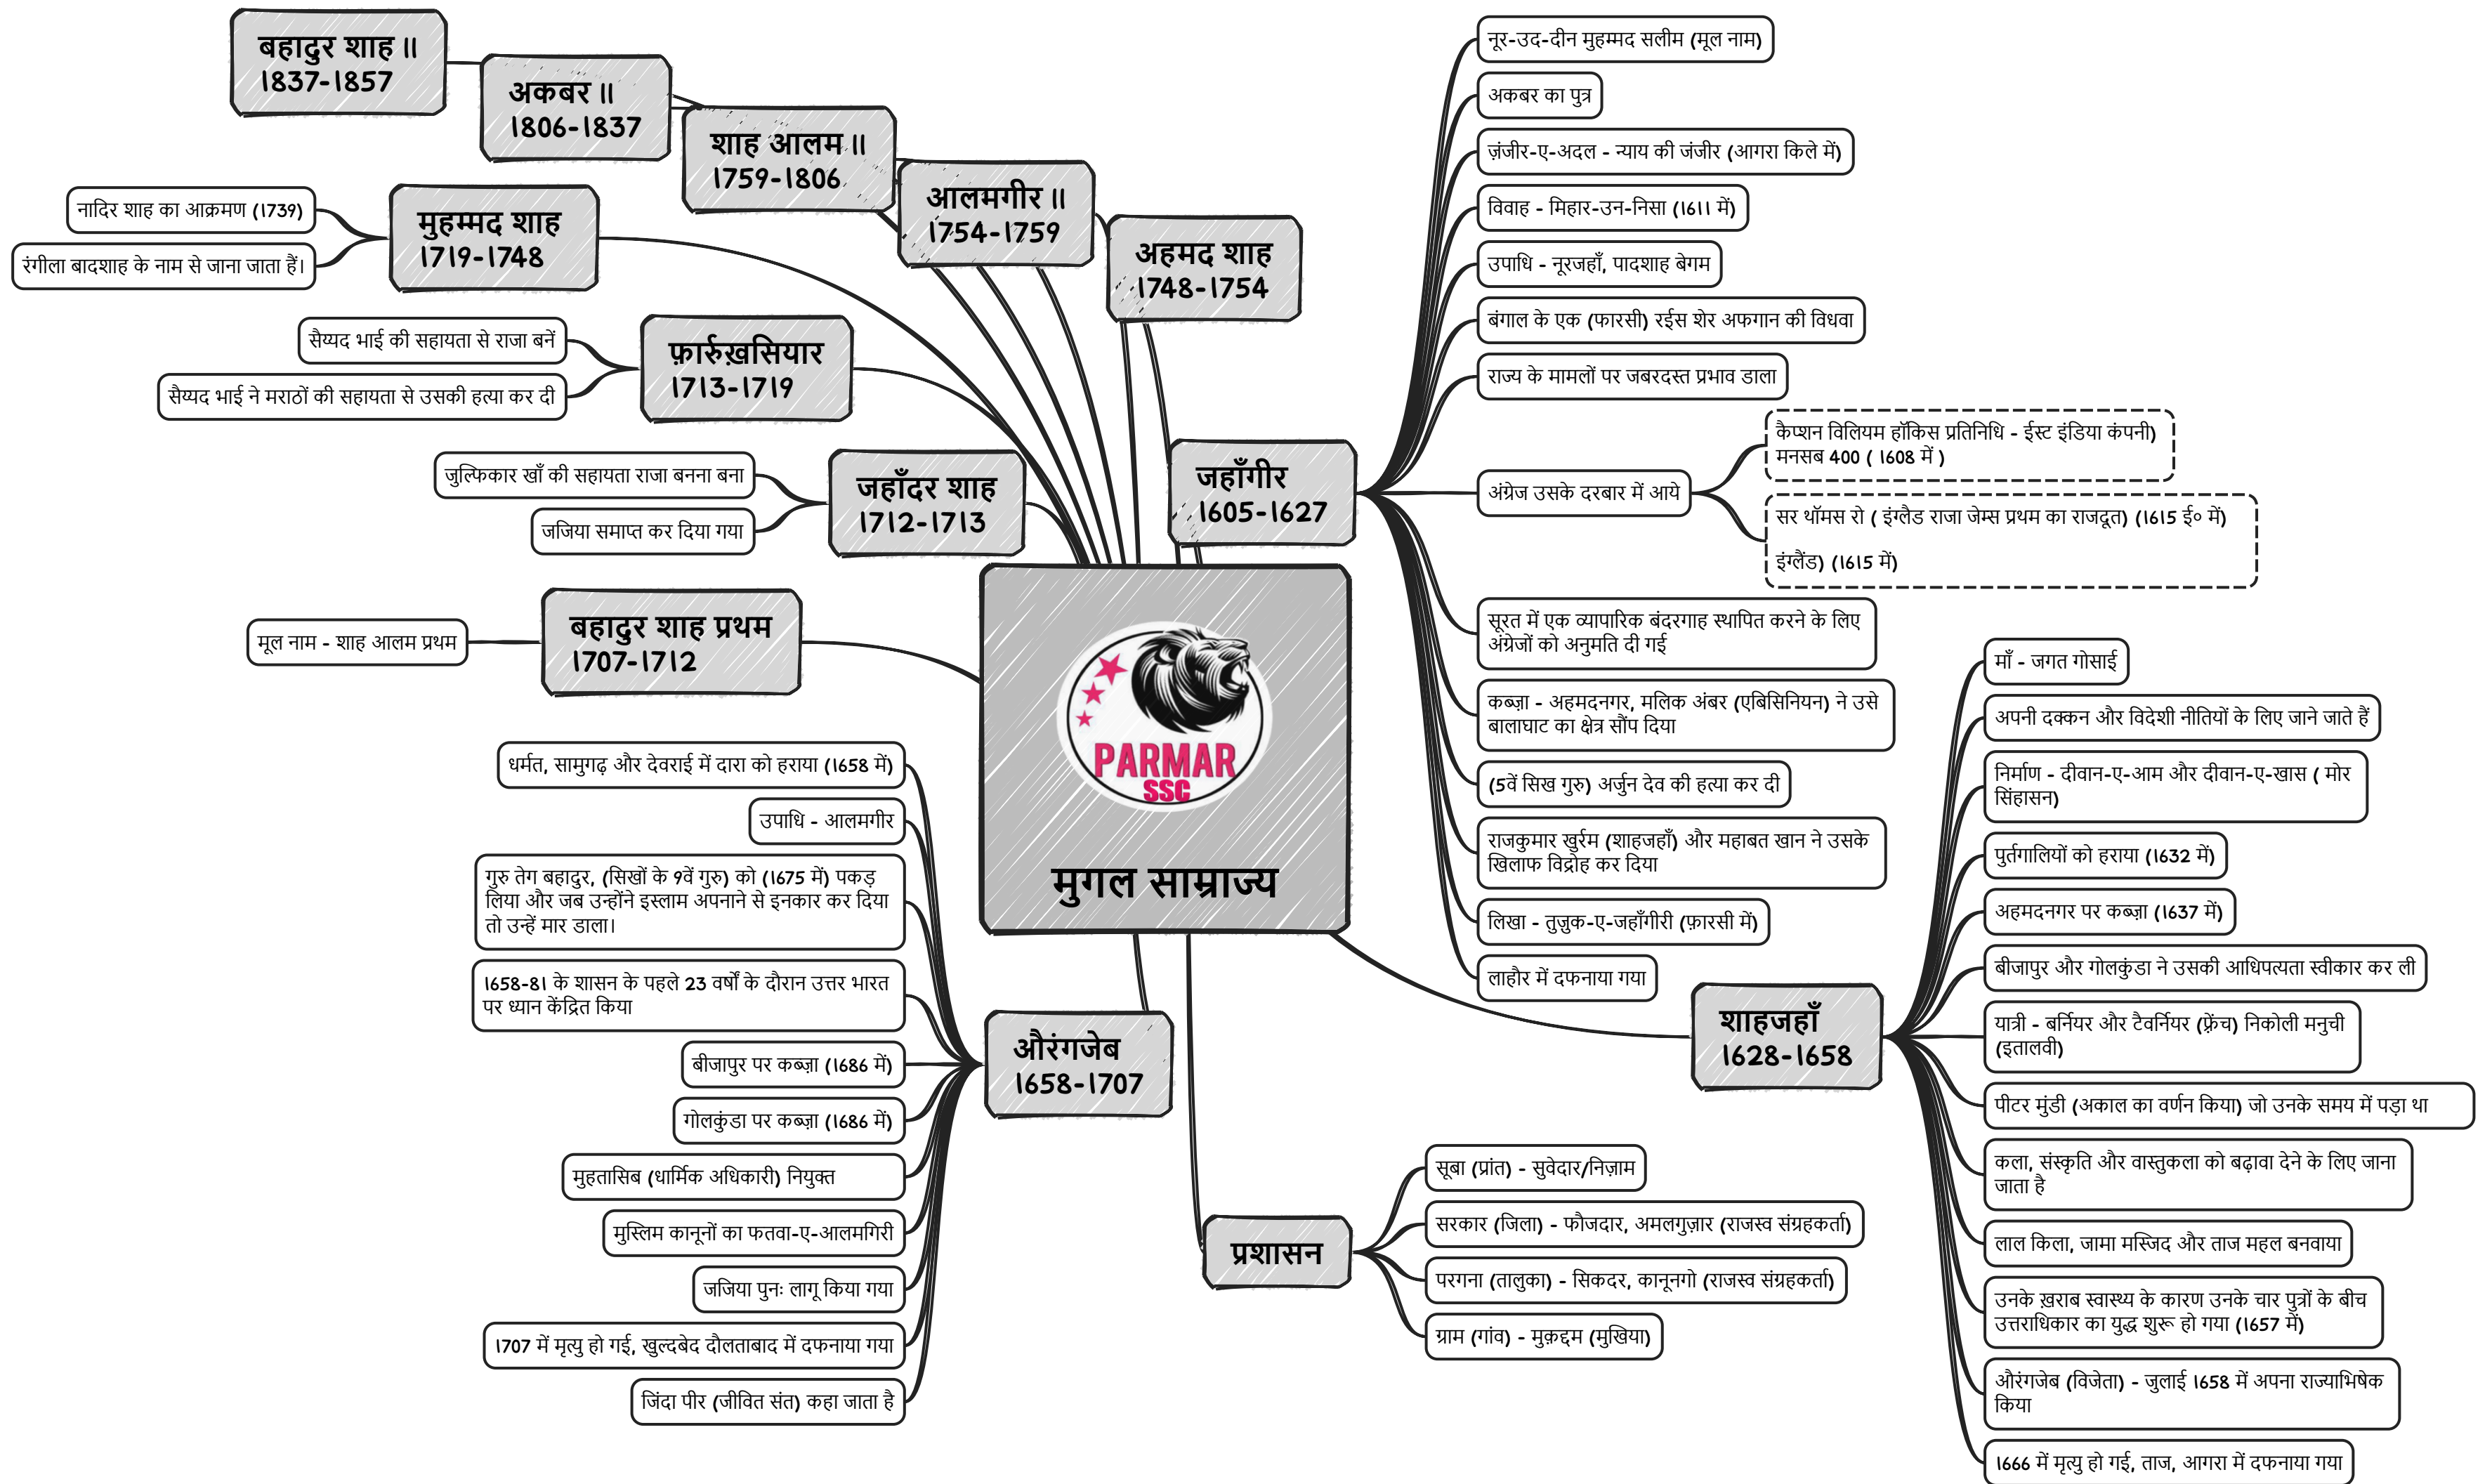 बहादुर शाह ॥
1837-1857
अकबर ॥
1806-1837
शाह आलम ॥
1759-1806
आलमगीर ॥
1754-1759
अहमद शाह
1748-1754
मुहम्मद शाह
1719-1748
नादिर शाह का आक्रमण (1739)
रंगीला बादशाह के नाम से जाना जाता हैं।
फ़ार्रुख़सियार
1713-1719
सैय्यद भाई की सहायता से राजा बनें
सैय्यद भाई ने मराठों की सहायता से उसकी हत्या कर दी
जहाँदर शाह
1712-1713
जुल्फिकार खाँ की सहायता राजा बनना बना
जजिया समाप्त कर दिया गया
बहादुर शाह प्रथम
1707-1712
मूल नाम - शाह आलम प्रथम
PARMAR
SSC
मुगल साम्राज्य
जहाँगीर
1605-1627
नूर-उद-दीन मुहम्मद सलीम (मूल नाम)
अकबर का पुत्र
ज़ंजीर-ए-अदल - न्याय की जंजीर (आगरा किले में)
विवाह - मिहार-उन-निसा (1611 में)
उपाधि - नूरजहाँ, पादशाह बेगम
बंगाल के एक (फारसी) रईस शेर अफगान की विधवा
राज्य के मामलों पर जबरदस्त प्रभाव डाला
अंग्रेज उसके दरबार में आये
कैप्शन विलियम हॉकिस प्रतिनिधि - ईस्ट इंडिया कंपनी)
मनसब 400 ( 1608 में )
सर थॉमस रो ( इंग्लैड राजा जेम्स प्रथम का राजदूत) (1615 ई० में)
इंग्लैंड) (1615 में)
सूरत में एक व्यापारिक बंदरगाह स्थापित करने के लिए
अंग्रेजों को अनुमति दी गई
कब्ज़ा - अहमदनगर, मलिक अंबर (एबिसिनियन) ने उसे
बालाघाट का क्षेत्र सौंप दिया
(5वें सिख गुरु) अर्जुन देव की हत्या कर दी
राजकुमार खुर्रम (शाहजहाँ) और महाबत खान ने उसके
खिलाफ विद्रोह कर दिया
लिखा - तुज़ुक-ए-जहाँगीरी (फ़ारसी में)
लाहौर में दफनाया गया
शाहजहाँ
1628-1658
माँ - जगत गोसाई
अपनी दक्कन और विदेशी नीतियों के लिए जाने जाते हैं
निर्माण - दीवान-ए-आम और दीवान-ए-खास ( मोर
सिंहासन)
पुर्तगालियों को हराया (1632 में)
अहमदनगर पर कब्ज़ा (1637 में)
बीजापुर और गोलकुंडा ने उसकी आधिपत्यता स्वीकार कर ली
यात्री - बर्नियर और टैवर्नियर (फ़्रेंच) निकोली मनुची
(इतालवी)
पीटर मुंडी (अकाल का वर्णन किया) जो उनके समय में पड़ा था
कला, संस्कृति और वास्तुकला को बढ़ावा देने के लिए जाना
जाता है
लाल किला, जामा मस्जिद और ताज महल बनवाया
उनके ख़राब स्वास्थ्य के कारण उनके चार पुत्रों के बीच
उत्तराधिकार का युद्ध शुरू हो गया (1657 में)
औरंगजेब (विजेता) - जुलाई 1658 में अपना राज्याभिषेक
किया
1666 में मृत्यु हो गई, ताज, आगरा में दफनाया गया
औरंगजेब
1658-1707
धर्मत, सामुगढ़ और देवराई में दारा को हराया (1658 में)
उपाधि - आलमगीर
गुरु तेग बहादुर, (सिखों के 9वें गुरु) को (1675 में) पकड़
लिया और जब उन्होंने इस्लाम अपनाने से इनकार कर दिया
तो उन्हें मार डाला।
1658-81 के शासन के पहले 23 वर्षों के दौरान उत्तर भारत
पर ध्यान केंद्रित किया
बीजापुर पर कब्ज़ा (1686 में)
गोलकुंडा पर कब्ज़ा (1686 में)
मुहतासिब (धार्मिक अधिकारी) नियुक्त
मुस्लिम कानूनों का फतवा-ए-आलमगिरी
जजिया पुनः लागू किया गया
1707 में मृत्यु हो गई, खुल्दबेद दौलताबाद में दफनाया गया
जिंदा पीर (जीवित संत) कहा जाता है
प्रशासन
सूबा (प्रांत) - सुवेदार/निज़ाम
सरकार (जिला) - फौजदार, अमलगुज़ार (राजस्व संग्रहकर्ता)
परगना (तालुका) - सिकदर, कानूनगो (राजस्व संग्रहकर्ता)
ग्राम (गांव) - मुक़द्दम (मुखिया)